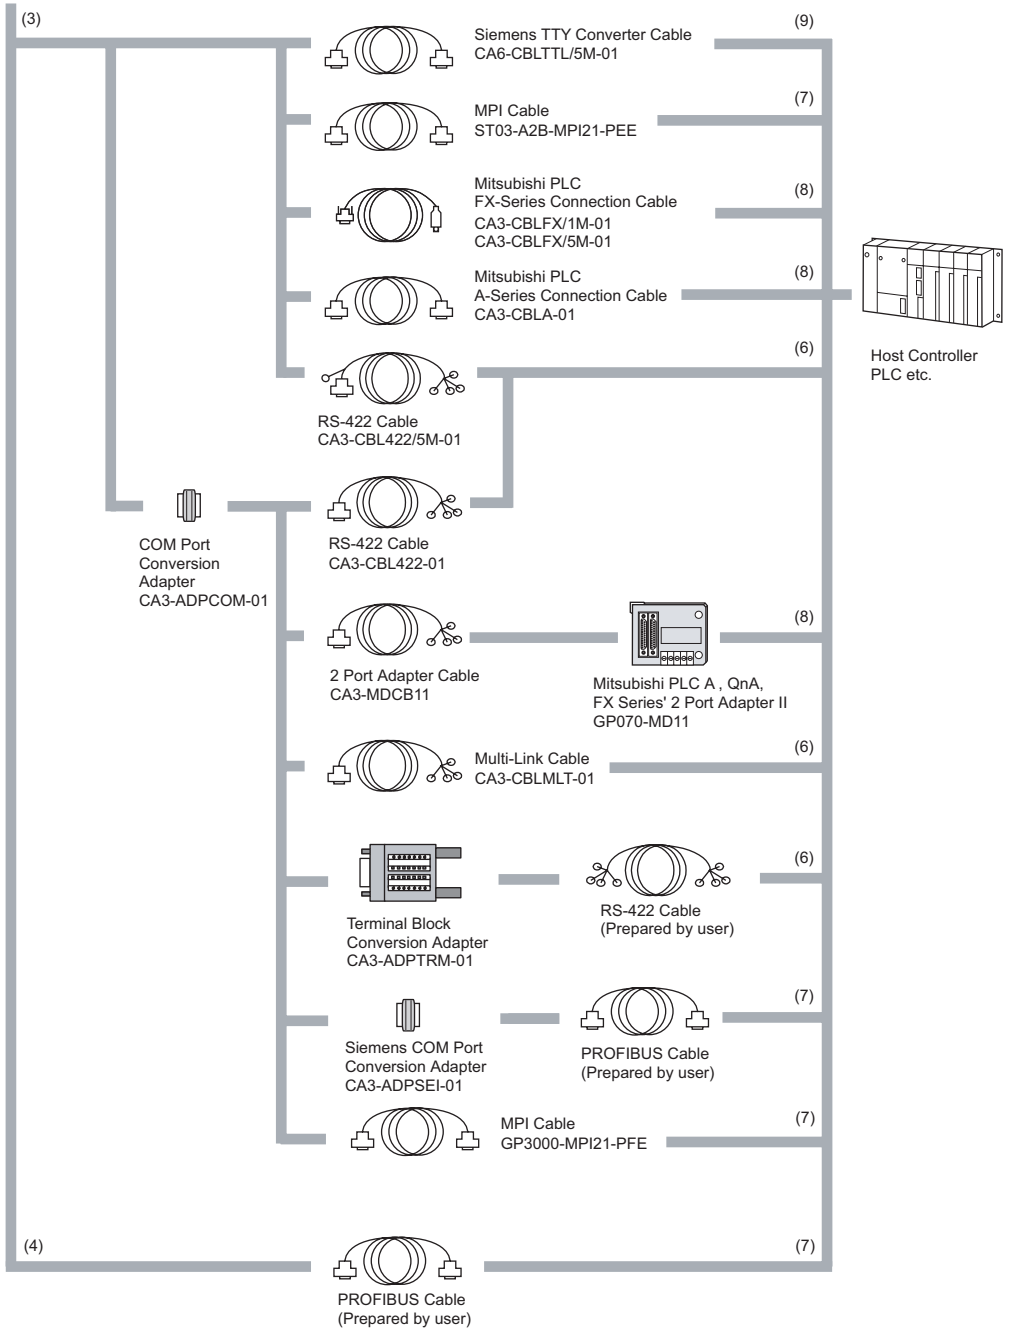 (3)
Siemens TTY Converter Cable
CA6-CBLTTL/5M-01
(9)
MPI Cable
ST03-A2B-MPI21-PEE
(7)
Mitsubishi PLC
FX-Series Connection Cable
CA3-CBLFX/1M-01
CA3-CBLFX/5M-01
(8)
Mitsubishi PLC
A-Series Connection Cable
CA3-CBLA-01
(8)
Host Controller
PLC etc.
(6)
RS-422 Cable
CA3-CBL422/5M-01
COM Port
Conversion
Adapter
CA3-ADPCOM-01
RS-422 Cable
CA3-CBL422-01
2 Port Adapter Cable
CA3-MDCB11
Mitsubishi PLC A , QnA,
FX Series' 2 Port Adapter II
GP070-MD11
(8)
Multi-Link Cable
CA3-CBLMLT-01
(6)
Terminal Block
Conversion Adapter
CA3-ADPTRM-01
RS-422 Cable
(Prepared by user)
(6)
Siemens COM Port
Conversion Adapter
CA3-ADPSEI-01
PROFIBUS Cable
(Prepared by user)
(7)
MPI Cable
GP3000-MPI21-PFE
(7)
(4)
(7)
PROFIBUS Cable
(Prepared by user)